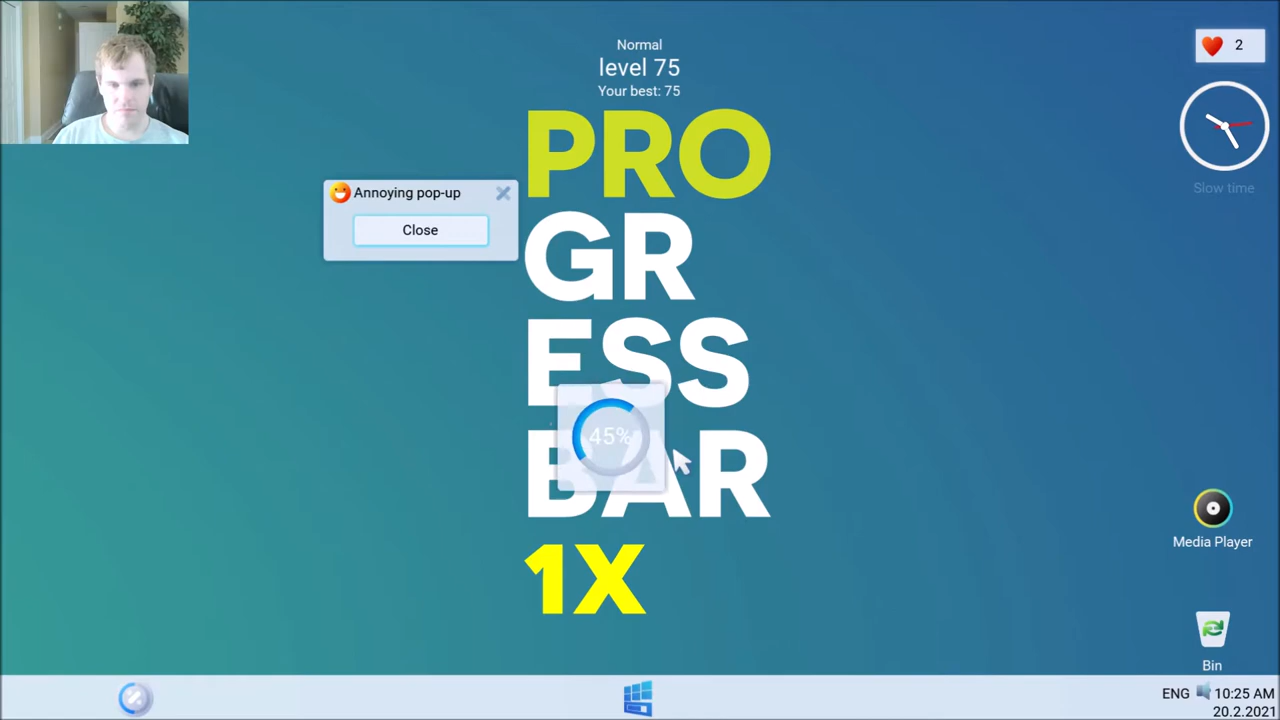 Normal
level 75
Your best: 75
2
Slow time
Annoying pop-up
Close
PRO
GR
ESS
BAR
1X
45%
Media Player
Bin
ENG
10:25 AM
20.2.2021